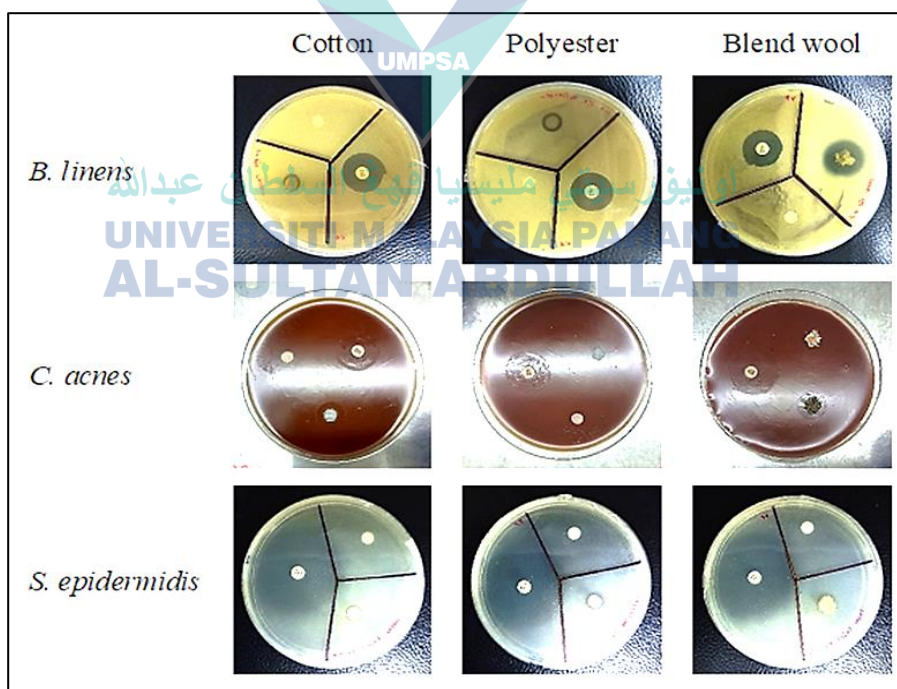 Cotton Polyester Blend wool
UMPSA
B. linens
اونيۏرسيتي مليسيا ڤهڠ السلطان عبدالله
UNIVERSITI MALAYSIA PAHANG
AL-SULTAN ABDULLAH
C. acnes
S. epidermidis